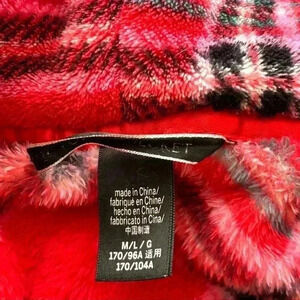 made in China/
fabriqué en Chine/
hecho en China/
fabbricato in Cina/
中国制造
M/L/G
170/96A 适用
170/104A